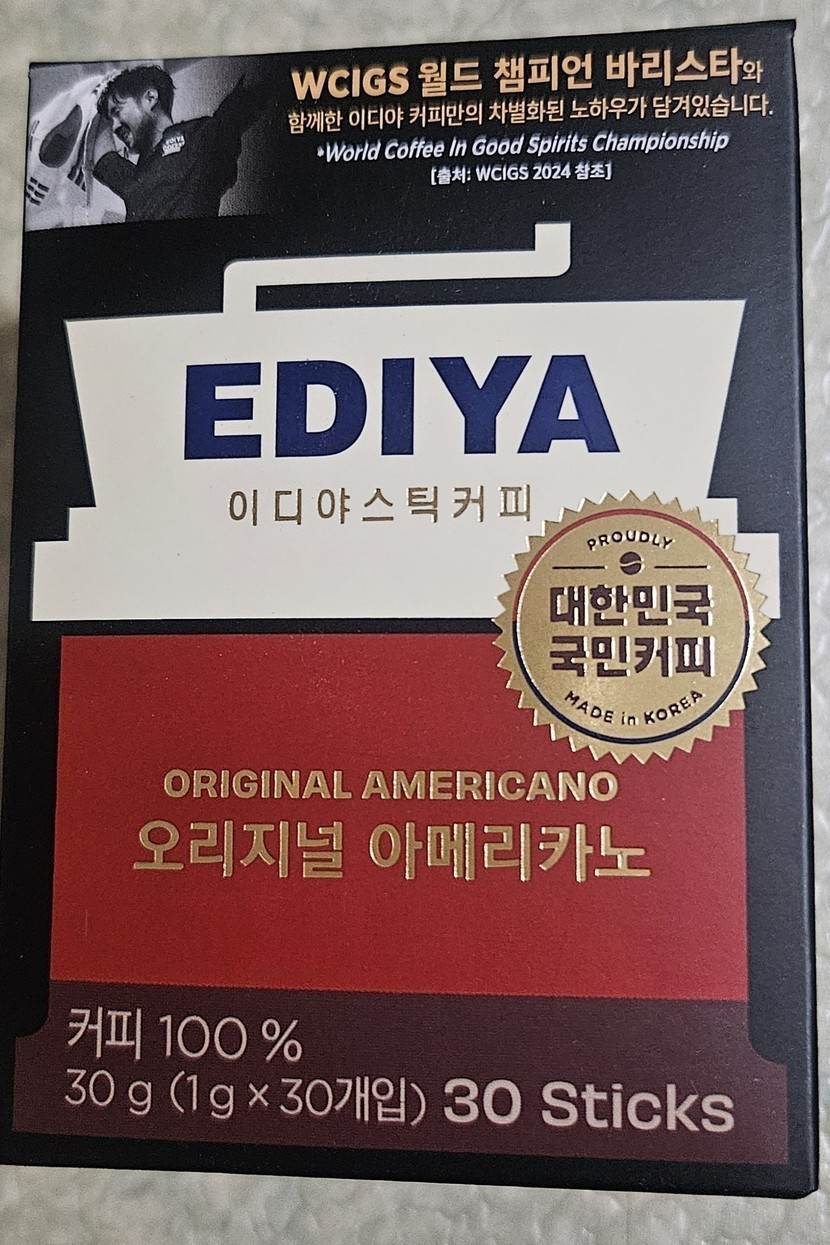 WCIGS 월드 챔피언 바리스타와
함께한 이디야 커피만의 차별화된 노하우가 담겨있습니다.
*World Coffee In Good Spirits Championship
[출처: WCIGS 2024 참조]
EDIYA
이디야스틱커피
PROUDLY
대한민국
국민커피
MADE in KOREA
ORIGINAL AMERICANO
오리지널 아메리카노
커피 100 %
30 g (1g × 30개입) 30 Sticks